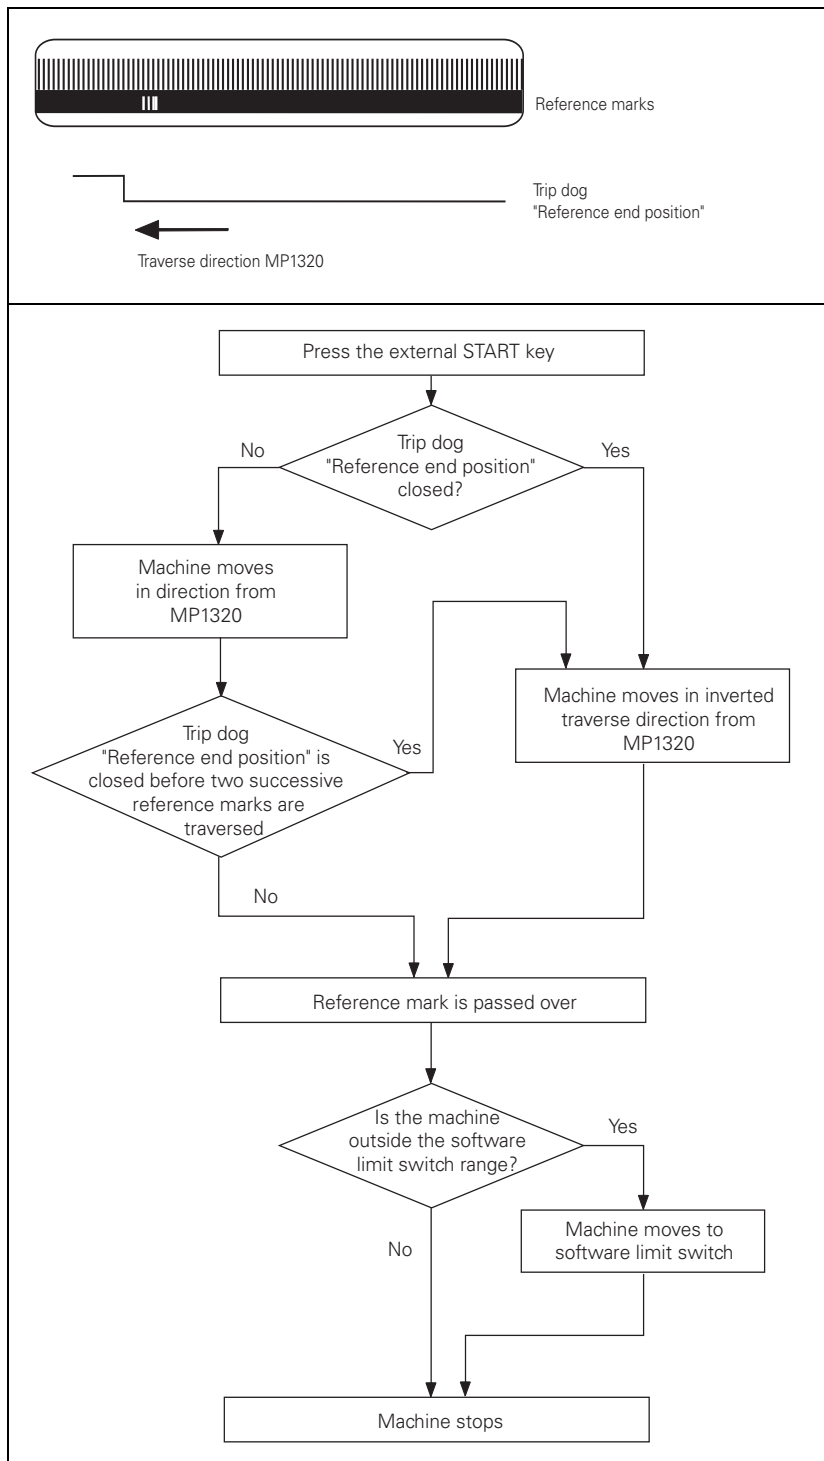 Reference marks
Trip dog
"Reference end position"
Traverse direction MP1320
Press the external START key
Trip dog
"Reference end position"
closed?
No
Yes
Machine moves
in direction from
MP1320
Machine moves in inverted
traverse direction from
MP1320
Trip dog
"Reference end position" is
closed before two successive
reference marks are
traversed
Yes
No
Reference mark is passed over
Is the machine
outside the software
limit switch range?
Yes
No
Machine moves to
software limit switch
Machine stops